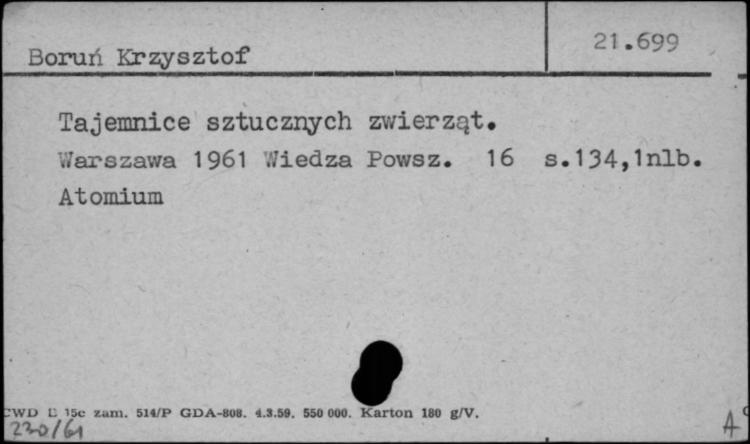 Boruń Krzysztof
21.699
Tajemnice sztucznych zwierząt.
Warszawa 1961 Wiedza Powsz. 16 s.134,1nlb.
Atomium
CWD 15c zam. 514/P GDA-808. 4.3.59. 550 000. Karton 180 g/V.
230/61
A